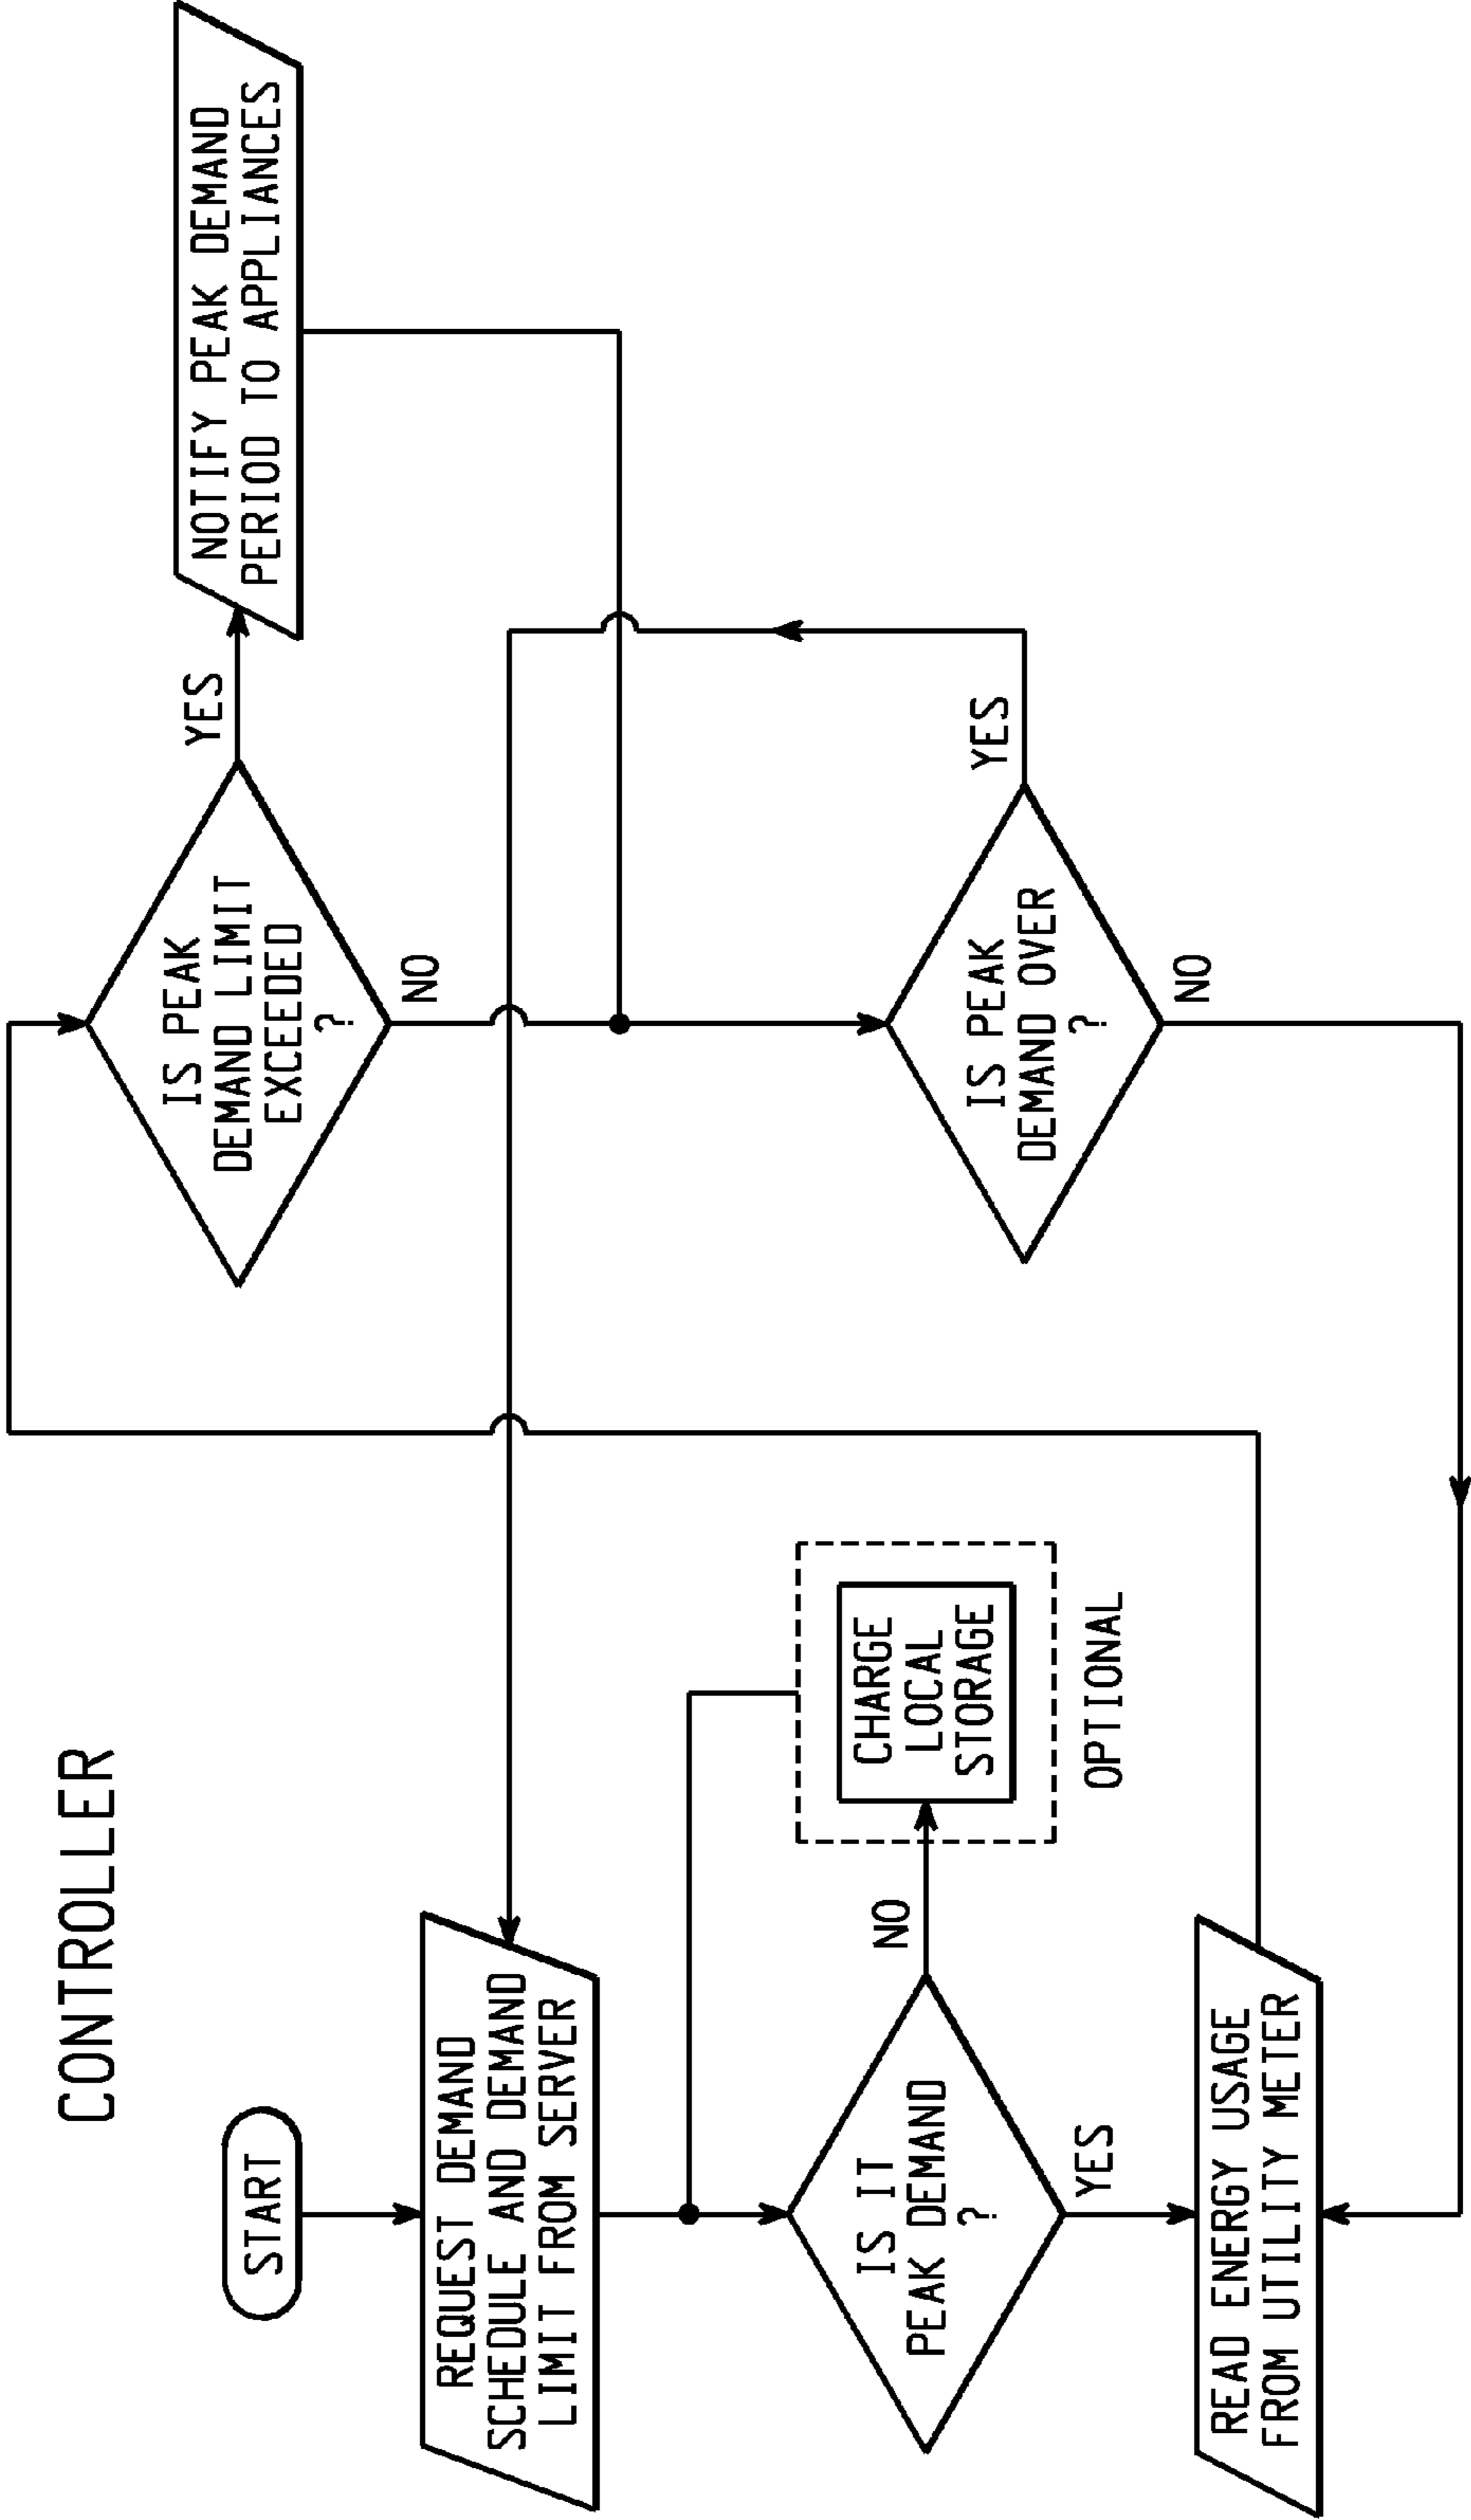 CONTROLLER
START
REQUEST DEMAND
SCHEDULE AND DEMAND
LIMIT FROM SERVER
IS IT
PEAK DEMAND
?
NO
YES
CHARGE
LOCAL
STORAGE
OPTIONAL
READ ENERGY USAGE
FROM UTILITY METER
IS PEAK
DEMAND LIMIT
EXCEEDED
?
YES
NO
NOTIFY PEAK DEMAND
PERIOD TO APPLIANCES
IS PEAK
DEMAND OVER
?
YES
NO